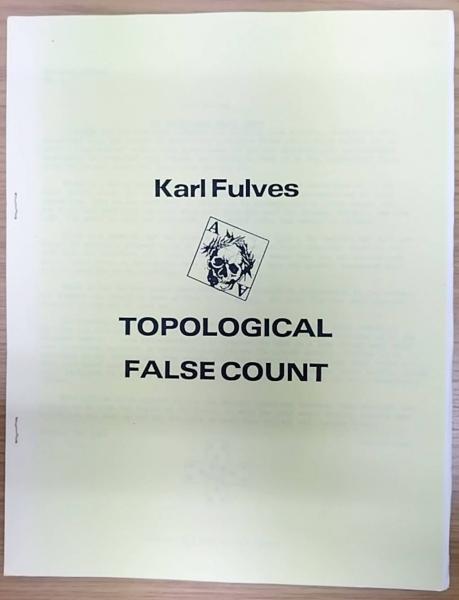 Karl Fulves
A
A
TOPOLOGICAL
FALSE COUNT